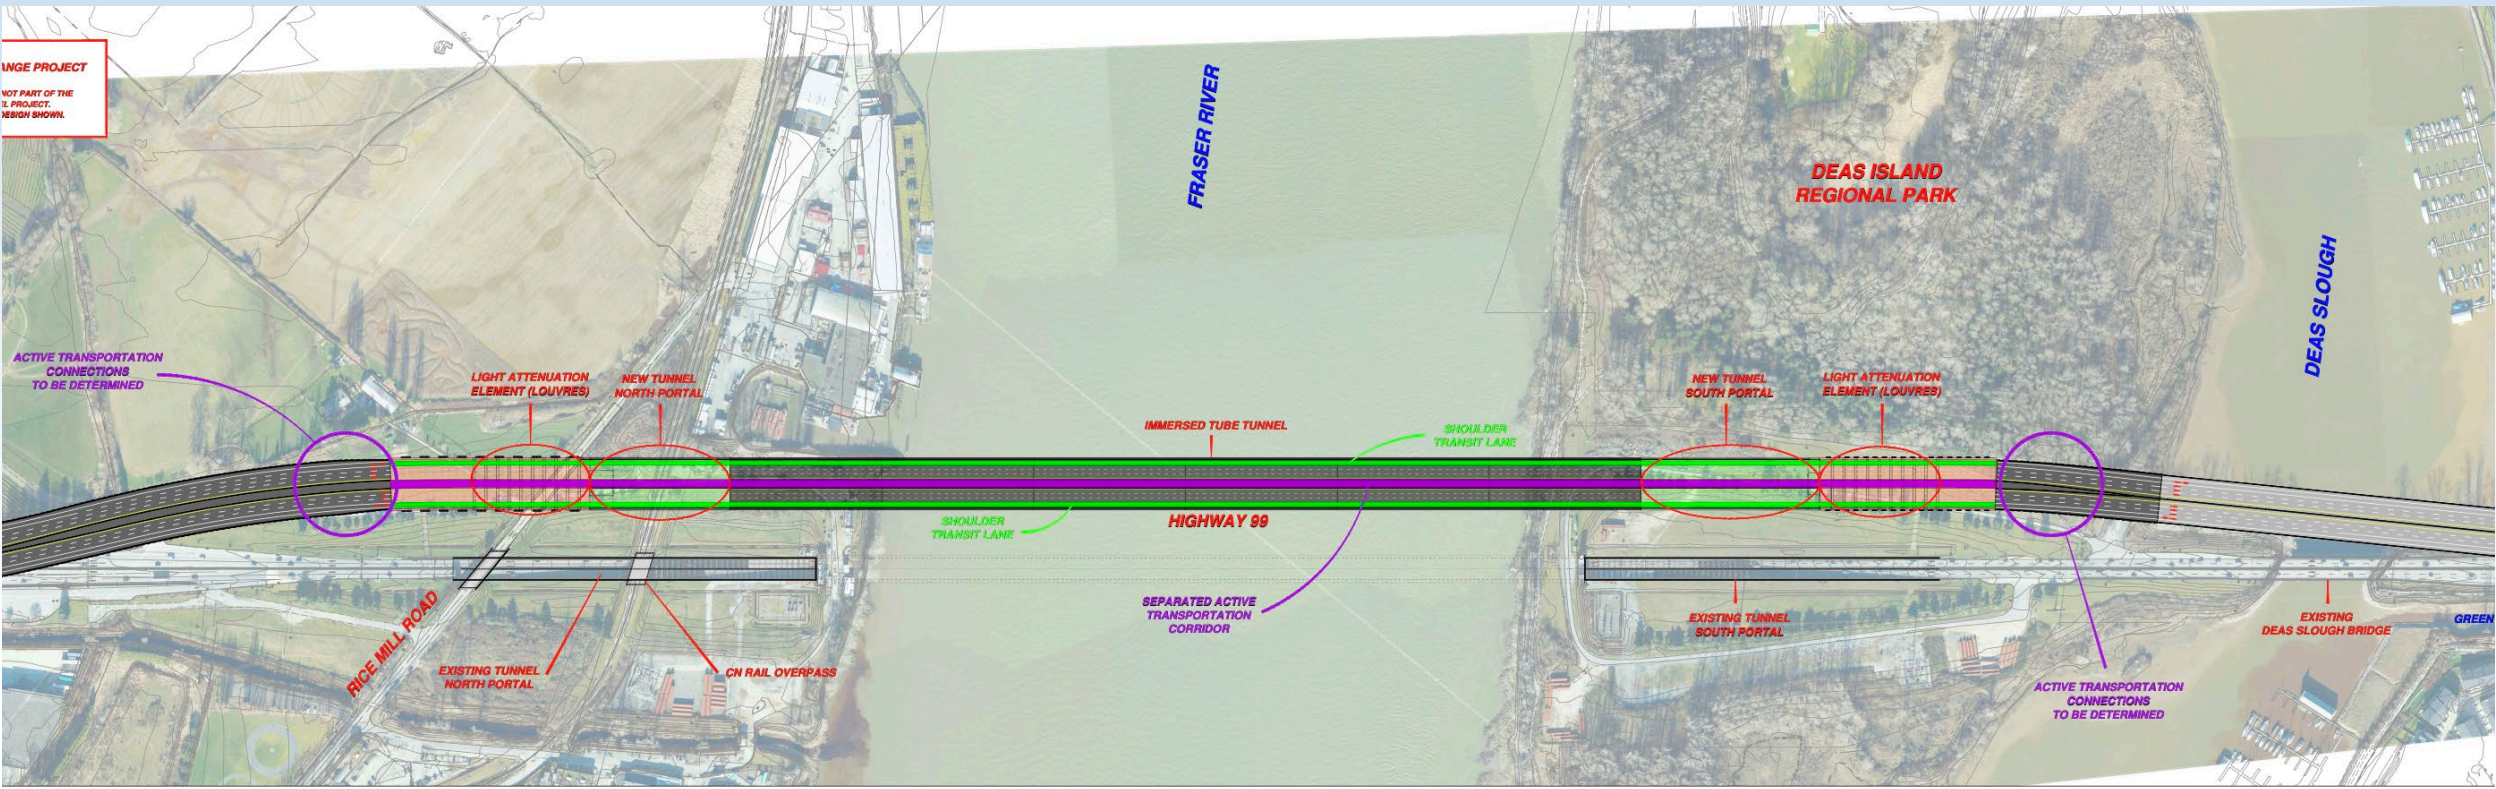 ANGE PROJECT
NOT PART OF THE
EL PROJECT.
DESIGN SHOWN.
FRASER RIVER
DEAS ISLAND
REGIONAL PARK
DEAS SLOUGH
ACTIVE TRANSPORTATION
CONNECTIONS
TO BE DETERMINED
LIGHT ATTENUATION
ELEMENT (LOUVRES)
NEW TUNNEL
NORTH PORTAL
IMMERSED TUBE TUNNEL
SHOULDER
TRANSIT LANE
NEW TUNNEL
SOUTH PORTAL
LIGHT ATTENUATION
ELEMENT (LOUVRES)
SHOULDER
TRANSIT LANE
HIGHWAY 99
RICE MILL ROAD
EXISTING TUNNEL
NORTH PORTAL
CN RAIL OVERPASS
SEPARATED ACTIVE
TRANSPORTATION
CORRIDOR
EXISTING TUNNEL
SOUTH PORTAL
EXISTING
DEAS SLOUGH BRIDGE
GREEN
ACTIVE TRANSPORTATION
CONNECTIONS
TO BE DETERMINED